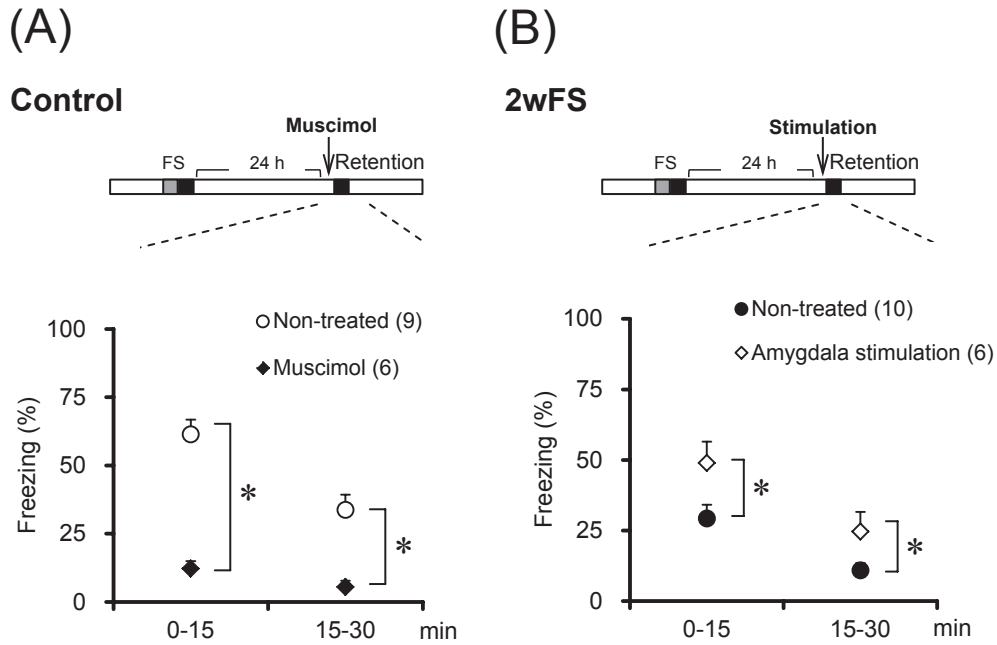 (A)
Control
Muscimol
FS
24 h
Retention
Non-treated (9)
Muscimol (6)
Freezing (%)
100
75
50
25
0
*
*
0-15
15-30
min
(B)
2wFS
Stimulation
FS
24 h
Retention
Non-treated (10)
Amygdala stimulation (6)
Freezing (%)
100
75
50
25
0
*
*
0-15
15-30
min